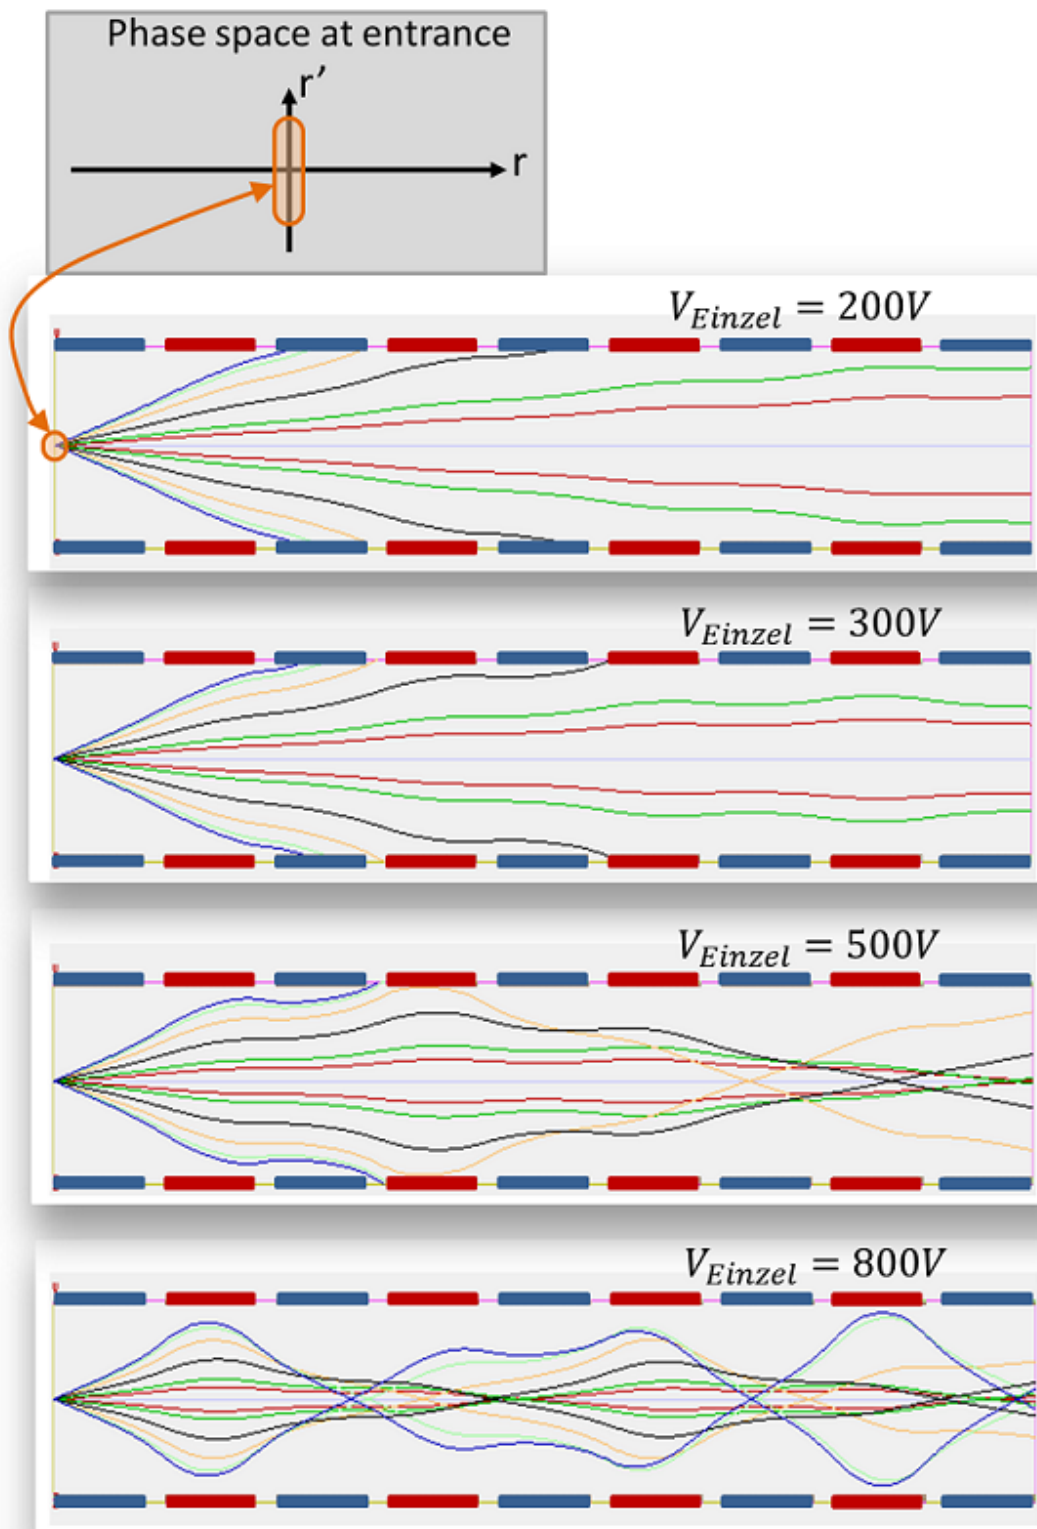 Phase space at entrance
r'
r
V_Einzel = 200V
V_Einzel = 300V
V_Einzel = 500V
V_Einzel = 800V